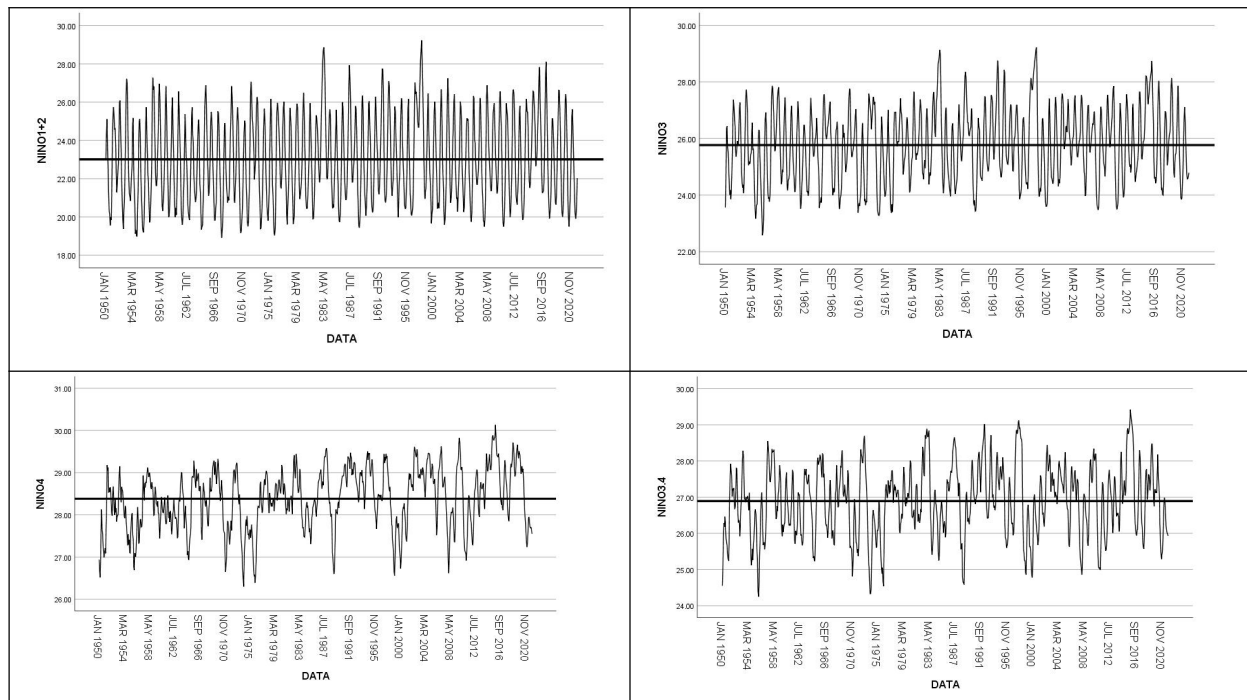 30.00
28.00
26.00
24.00
22.00
20.00
18.00
NINO1+2
JAN 1950
MAR 1954
MAY 1958
JUL 1962
SEP 1966
NOV 1970
JAN 1975
MAR 1979
MAY 1983
JUL 1987
SEP 1991
NOV 1995
JAN 2000
MAR 2004
MAY 2008
JUL 2012
SEP 2016
NOV 2020
DATA
30.00
28.00
26.00
24.00
22.00
NINO3
JAN 1950
MAR 1954
MAY 1958
JUL 1962
SEP 1966
NOV 1970
JAN 1975
MAR 1979
MAY 1983
JUL 1987
SEP 1991
NOV 1995
JAN 2000
MAR 2004
MAY 2008
JUL 2012
SEP 2016
NOV 2020
DATA
31.00
30.00
29.00
28.00
27.00
26.00
NINO4
JAN 1950
MAR 1954
MAY 1958
JUL 1962
SEP 1966
NOV 1970
JAN 1975
MAR 1979
MAY 1983
JUL 1987
SEP 1991
NOV 1995
JAN 2000
MAR 2004
MAY 2008
JUL 2012
SEP 2016
NOV 2020
DATA
30.00
29.00
28.00
27.00
26.00
25.00
24.00
NINO3.4
JAN 1950
MAR 1954
MAY 1958
JUL 1962
SEP 1966
NOV 1970
JAN 1975
MAR 1979
MAY 1983
JUL 1987
SEP 1991
NOV 1995
JAN 2000
MAR 2004
MAY 2008
JUL 2012
SEP 2016
NOV 2020
DATA